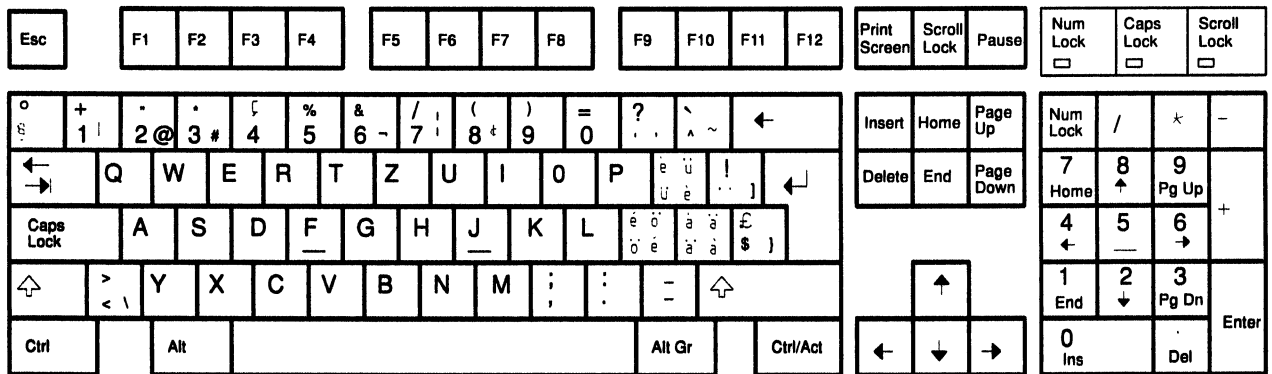 Esc F1 F2 F3 F4 F5 F6 F7 F8 F9 F10 F11 F12 Print Screen Scroll Lock Pause Num Lock Caps Lock Scroll Lock
° + " * ç % & / ( ) = ? ` ←
§ 1 | 2 @ 3 # 4 5 6 ¬ 7 ¦ 8 ¢ 9 0 ' ´ ^ ~
Insert Home Page Up Num Lock / * -
Q W E R T Z U I O P è ü !
ü è ¨ ]
Delete End Page Down 7 Home 8 9 Pg Up +
Caps Lock A S D F G H J K L é ö à ä £
ö é ä à $ }
4 ← 5 6 →
> < \ Y X C V B N M ; , : . _ -
↑ 1 End 2 ↓ 3 Pg Dn Enter
Ctrl Alt Alt Gr Ctrl/Act ← ↓ → 0 Ins . Del